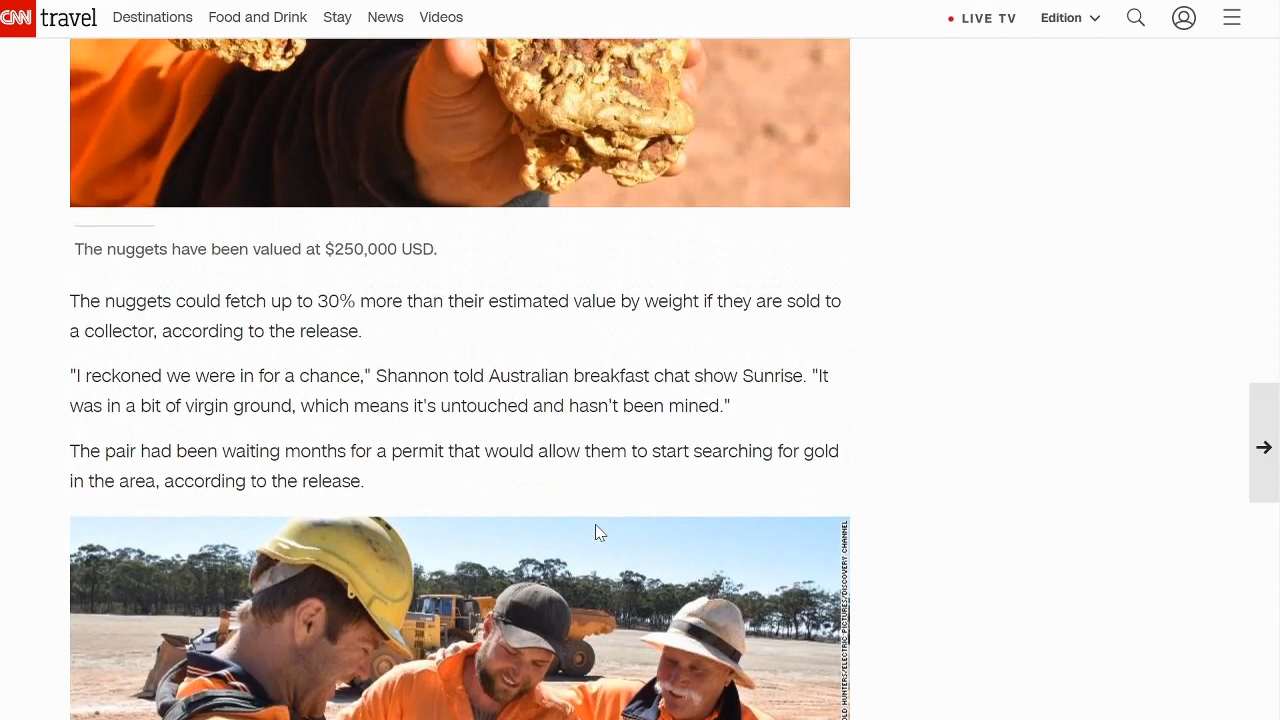 CNN travel Destinations Food and Drink Stay News Videos LIVE TV Edition
The nuggets have been valued at $250,000 USD.
The nuggets could fetch up to 30% more than their estimated value by weight if they are sold to
a collector, according to the release.
"I reckoned we were in for a chance," Shannon told Australian breakfast chat show Sunrise. "It
was in a bit of virgin ground, which means it's untouched and hasn't been mined."
The pair had been waiting months for a permit that would allow them to start searching for gold
in the area, according to the release.
HUNTERS/ELECTRIC PICTURES/DISCOVERY CHANNEL